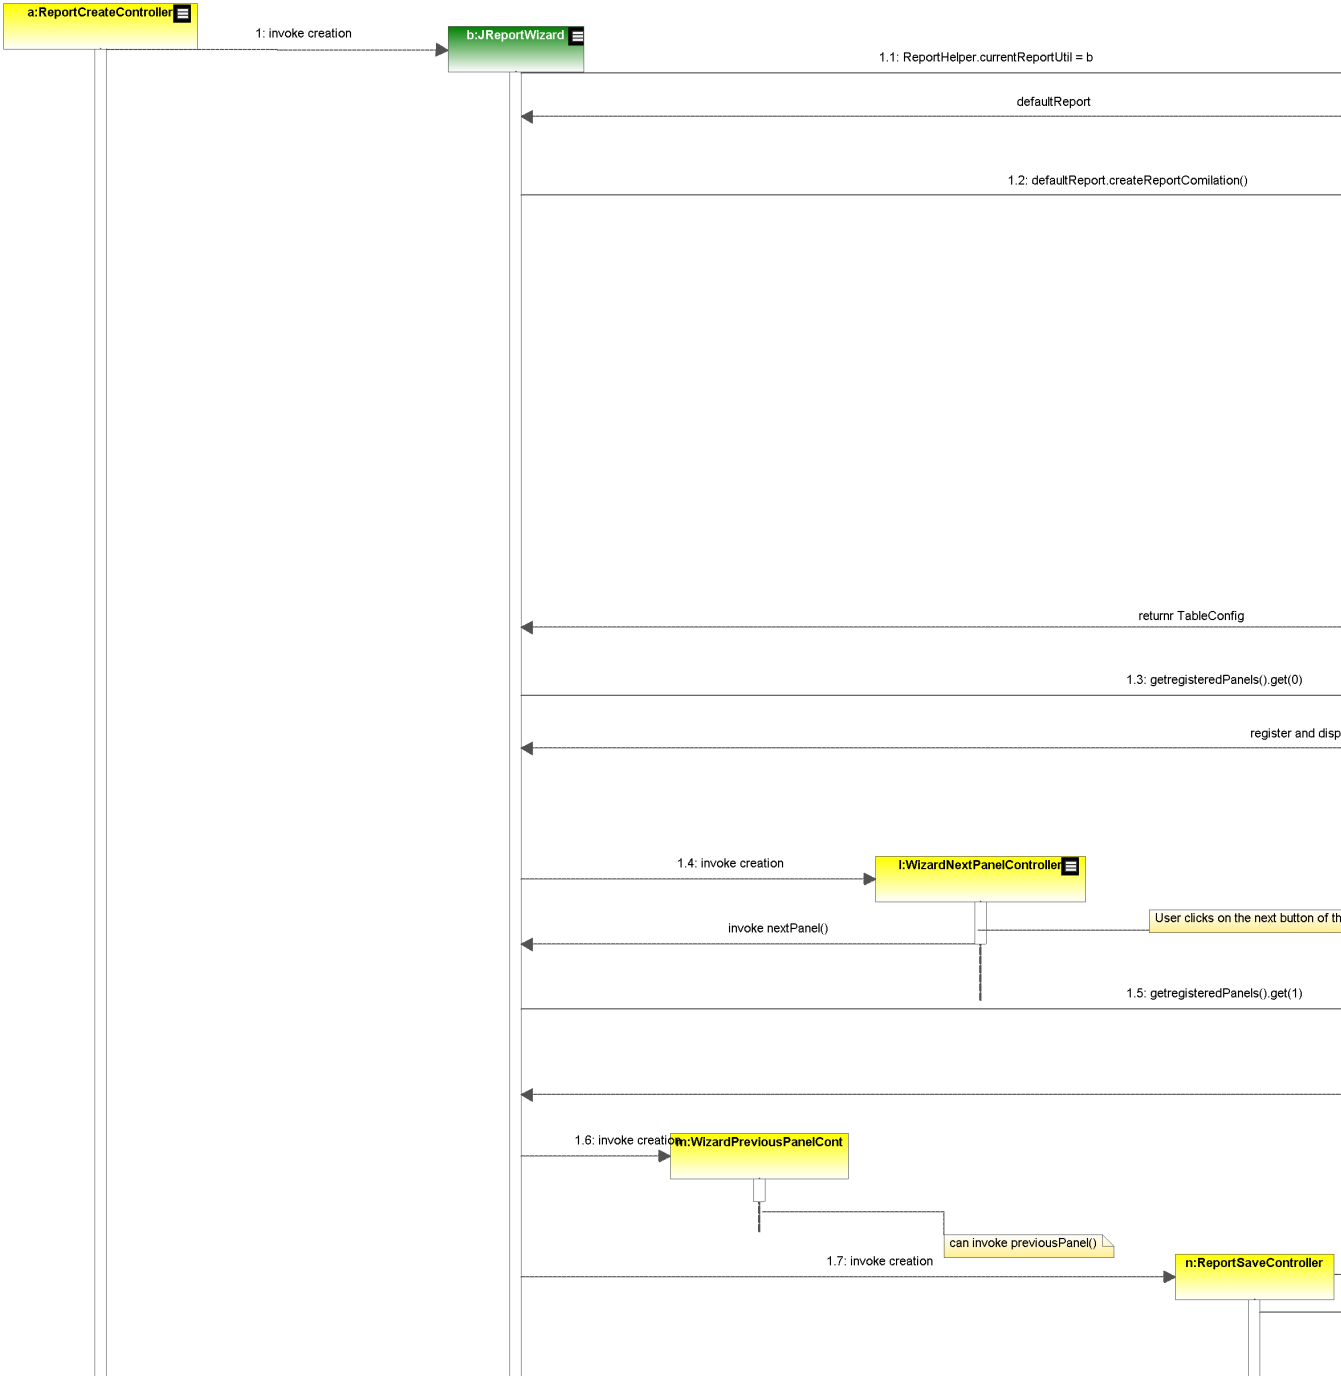 a:ReportCreateController
1: invoke creation
b:JReportWizard
1.1: ReportHelper.currentReportUtil = b
defaultReport
1.2: defaultReport.createReportComilation()
returnr TableConfig
1.3: getregisteredPanels().get(0)
register and disp
1.4: invoke creation
l:WizardNextPanelController
User clicks on the next button of th
invoke nextPanel()
1.5: getregisteredPanels().get(1)
1.6: invoke creation
m:WizardPreviousPanelCont
can invoke previousPanel()
1.7: invoke creation
n:ReportSaveController